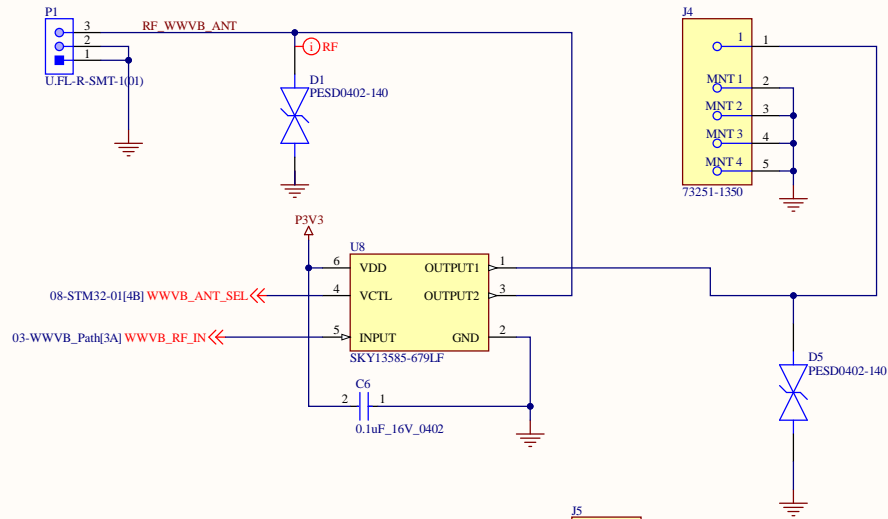 P1
3
2
1
U.FL-R-SMT-1(01)
RF_WWVB_ANT
i RF
D1
PESD0402-140
J4
1 1
MNT 1 2
MNT 2 3
MNT 3 4
MNT 4 5
73251-1350
P3V3
U8
6 VDD OUTPUT1 1
08-STM32-01[4B] WWVB_ANT_SEL 4 VCTL OUTPUT2 3
03-WWVB_Path[3A] WWVB_RF_IN 5 INPUT GND 2
SKY13585-679LF
C6
2 1
0.1uF_16V_0402
D5
PESD0402-140
J5